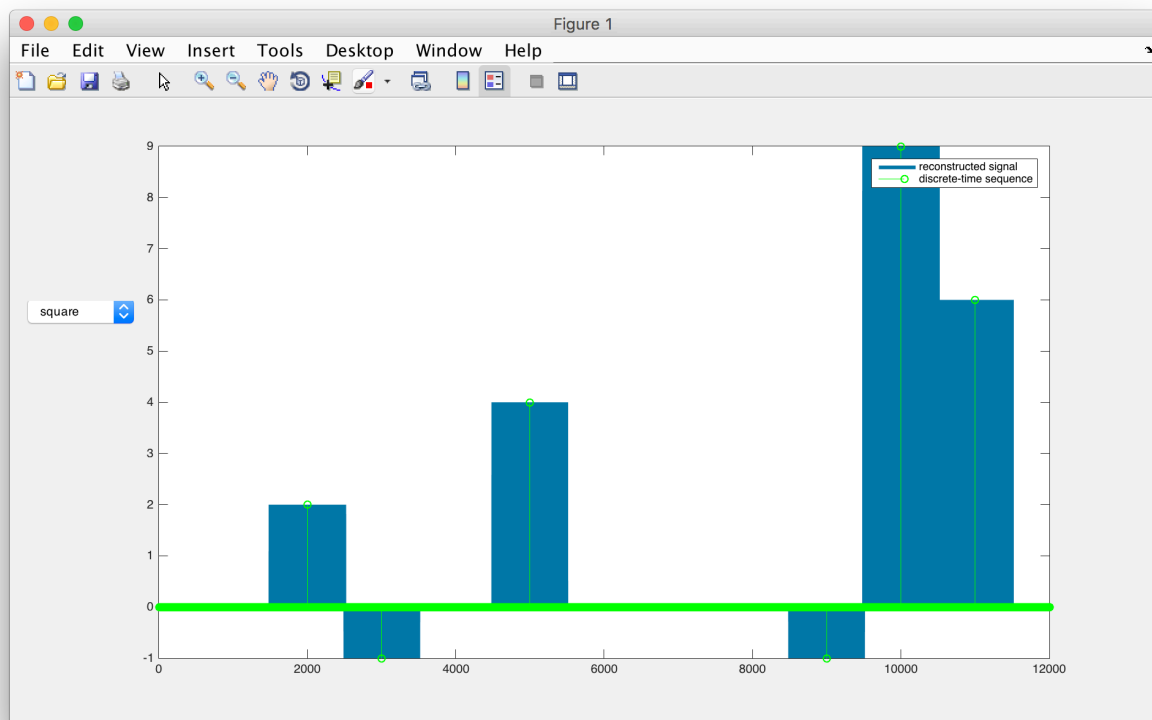 Figure 1
File Edit View Insert Tools Desktop Window Help
9
8
7
6
5
4
3
2
1
0
-1
square
reconstructed signal
discrete-time sequence
0 2000 4000 6000 8000 10000 12000